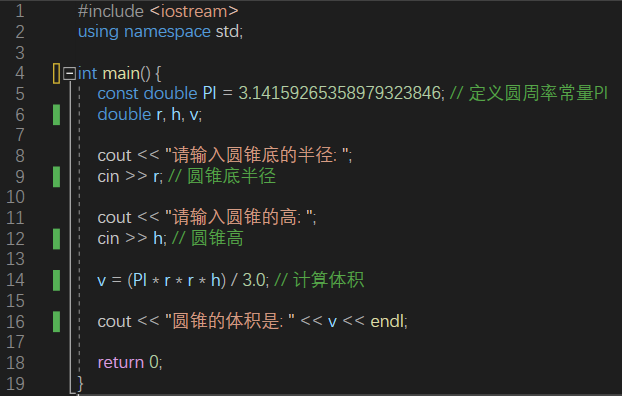 1 #include <iostream>
2 using namespace std;
3
4 int main() {
5 const double PI = 3.14159265358979323846; // 定义圆周率常量PI
6 double r, h, v;
7
8 cout << "请输入圆锥底的半径: ";
9 cin >> r; // 圆锥底半径
10
11 cout << "请输入圆锥的高: ";
12 cin >> h; // 圆锥高
13
14 v = (PI * r * r * h) / 3.0; // 计算体积
15
16 cout << "圆锥的体积是: " << v << endl;
17
18 return 0;
19 }